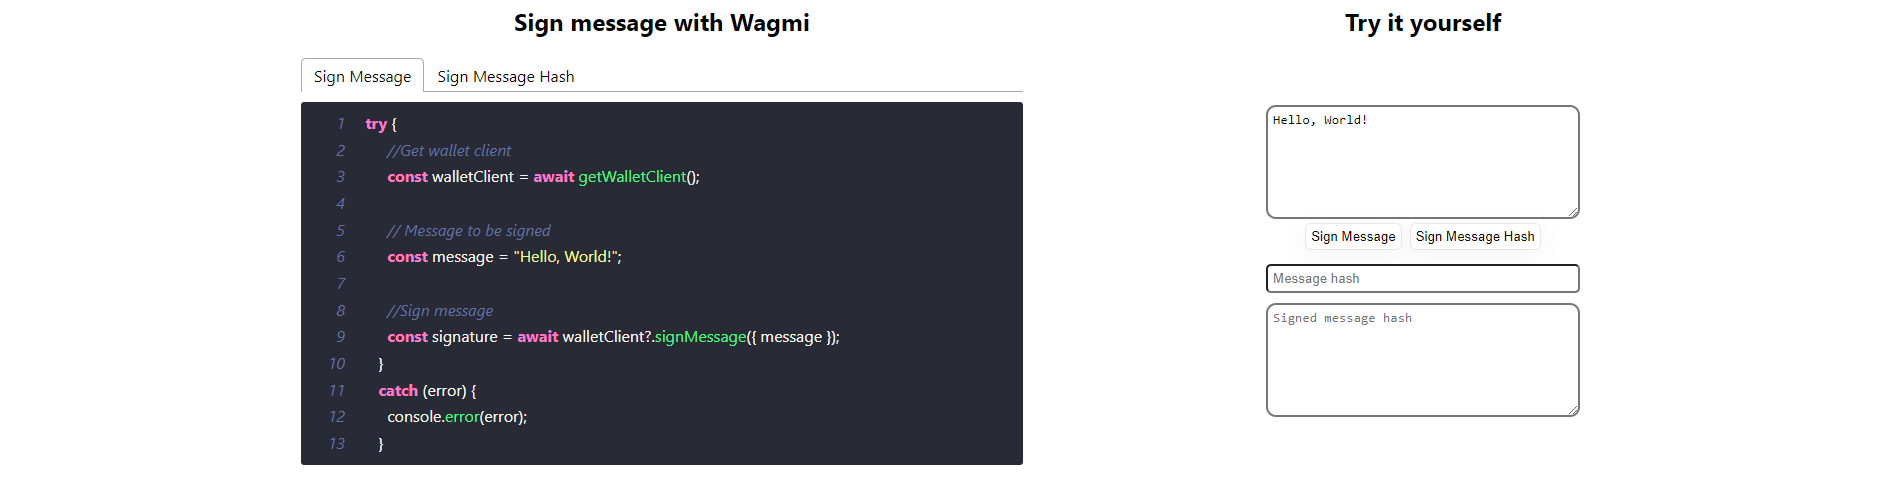 Sign message with Wagmi
Sign Message
Sign Message Hash
1 try {
2 //Get wallet client
3 const walletClient = await getWalletClient();
4
5 // Message to be signed
6 const message = "Hello, World!";
7
8 //Sign message
9 const signature = await walletClient?.signMessage({ message });
10 }
11 catch (error) {
12 console.error(error);
13 }
Try it yourself
Hello, World!
Sign Message
Sign Message Hash
Message hash
Signed message hash